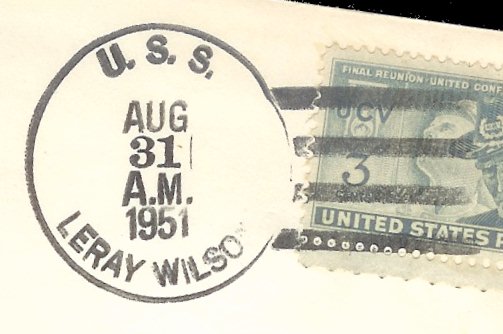 U. S. S.
AUG
31
A.M.
1951
LERAY WILSO
FINAL REUNION·UNITED CONF
UCV
3
UNITED STATES P